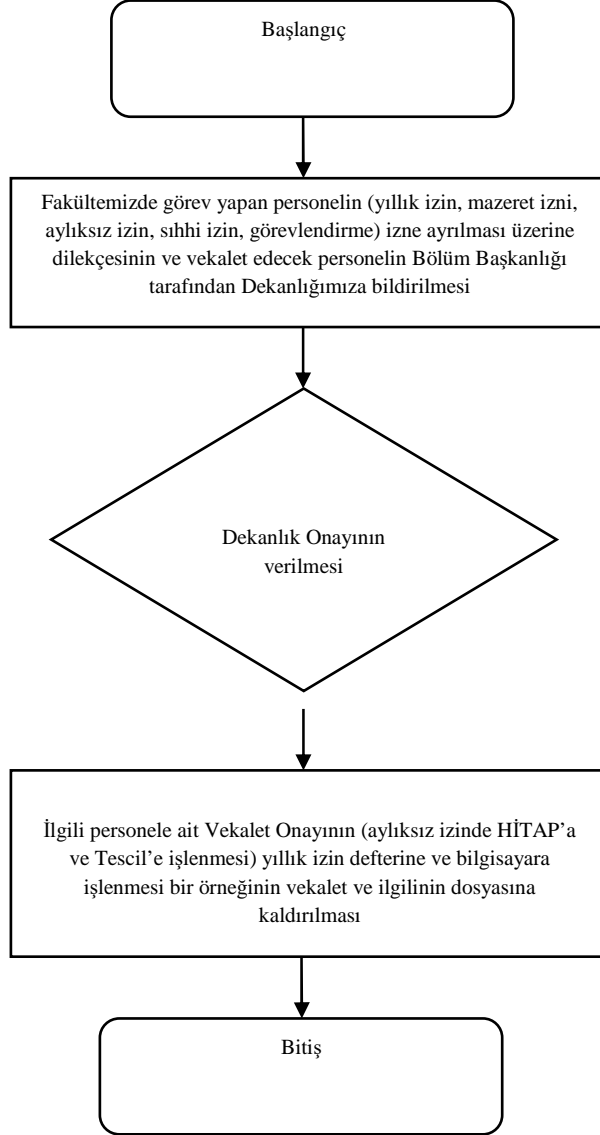 Başlangıç
Fakültemizde görev yapan personelin (yıllık izin, mazeret izni,
aylıksız izin, sıhhi izin, görevlendirme) izne ayrılması üzerine
dilekçesinin ve vekalet edecek personelin Bölüm Başkanlığı
tarafından Dekanlığımıza bildirilmesi
Dekanlık Onayının
verilmesi
İlgili personele ait Vekalet Onayının (aylıksız izinde HİTAP’a
ve Tescil’e işlenmesi) yıllık izin defterine ve bilgisayara
işlenmesi bir örneğinin vekalet ve ilgilinin dosyasına
kaldırılması
Bitiş